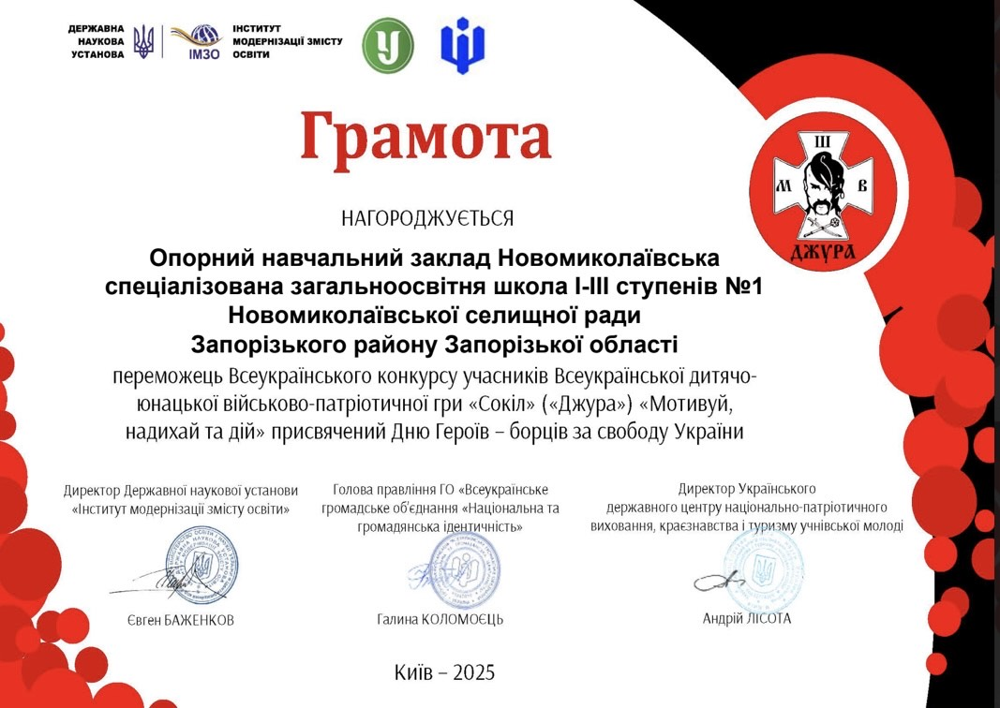 ДЕРЖАВНА
НАУКОВА
УСТАНОВА
ІМЗО
ІНСТИТУТ
МОДЕРНІЗАЦІЇ ЗМІСТУ
ОСВІТИ
У
Грамота
Ш
М
В
ДЖУРА
НАГОРОДЖУЄТЬСЯ
Опорний навчальний заклад Новомиколаївська
спеціалізована загальноосвітня школа І-ІІІ ступенів №1
Новомиколаївської селищної ради
Запорізького району Запорізької області
переможець Всеукраїнського конкурсу учасників Всеукраїнської дитячо-
юнацької військово-патріотичної гри «Сокіл» («Джура») «Мотивуй,
надихай та дій» присвячений Дню Героїв – борців за свободу України
Директор Державної наукової установи
«Інститут модернізації змісту освіти»
Євген БАЖЕНКОВ
Голова правління ГО «Всеукраїнське
громадське об'єднання «Національна та
громадянська ідентичність»
Галина КОЛОМОЄЦЬ
Директор Українського
державного центру національно-патріотичного
виховання, краєзнавства і туризму учнівської молоді
Андрій ЛІСОТА
Київ – 2025